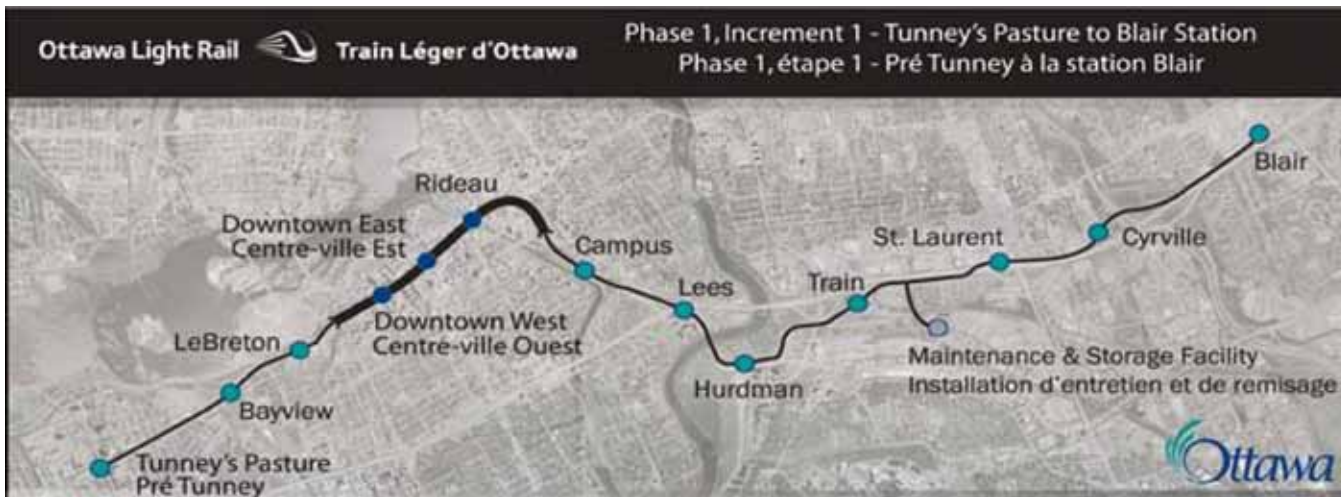 Ottawa Light Rail Train Léger d'Ottawa
Phase 1, Increment 1 - Tunney's Pasture to Blair Station
Phase 1, étape 1 - Pré Tunney à la station Blair
Blair
Rideau
Downtown East
Centre-ville Est
Campus
St. Laurent
Cyrville
Lees
Train
LeBreton
Downtown West
Centre-ville Ouest
Hurdman
Maintenance & Storage Facility
Installation d'entretien et de remisage
Bayview
Tunney's Pasture
Pré Tunney
Ottawa